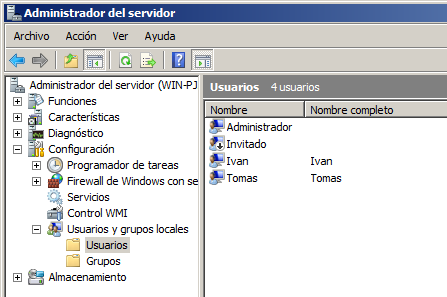 Administrador del servidor
Archivo Acción Ver Ayuda
Administrador del servidor (WIN-PJ
Funciones
Características
Diagnóstico
Configuración
Programador de tareas
Firewall de Windows con se
Servicios
Control WMI
Usuarios y grupos locales
Usuarios
Grupos
Almacenamiento
Usuarios 4 usuarios
Nombre Nombre completo
Administrador
Invitado
Ivan Ivan
Tomas Tomas